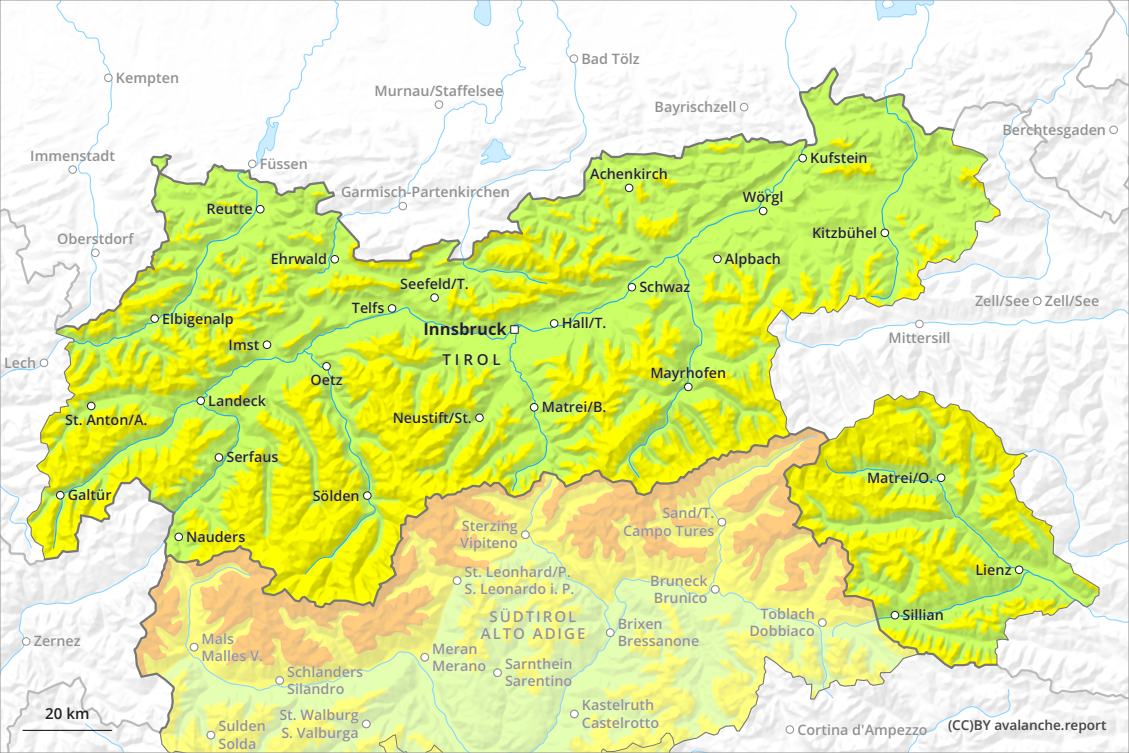 Kempten
Bad Tölz
Murnau/Staffelsee
Bayrischzell
Berchtesgaden
Immenstadt
Füssen
Kufstein
Achenkirch
Garmisch-Partenkirchen
Wörgl
Reutte
Kitzbühel
Oberstdorf
Ehrwald
Alpbach
Seefeld/T.
Schwaz
Zell/See
Zell/See
Telfs
Elbigenalp
Innsbruck
Hall/T.
Mittersill
Imst
TIROL
Lech
Oetz
Mayrhofen
Landeck
Matrei/B.
St. Anton/A.
Neustift/St.
Serfaus
Matrei/O.
Galtür
Sölden
Sand/T.
Campo Tures
Sterzing
Vipiteno
Nauders
St. Leonhard/P.
S. Leonardo i. P.
Lienz
Bruneck
Brunico
SÜDTIROL
ALTO ADIGE
Toblach
Dobbiaco
Sillian
Brixen
Bressanone
Zernez
Mals
Malles V.
Meran
Merano
Sarnthein
Sarentino
Schlanders
Silandro
Kastelruth
Castelrotto
St. Walburg
S. Valburga
Sulden
Solda
Cortina d'Ampezzo
20 km
(CC)BY avalanche.report